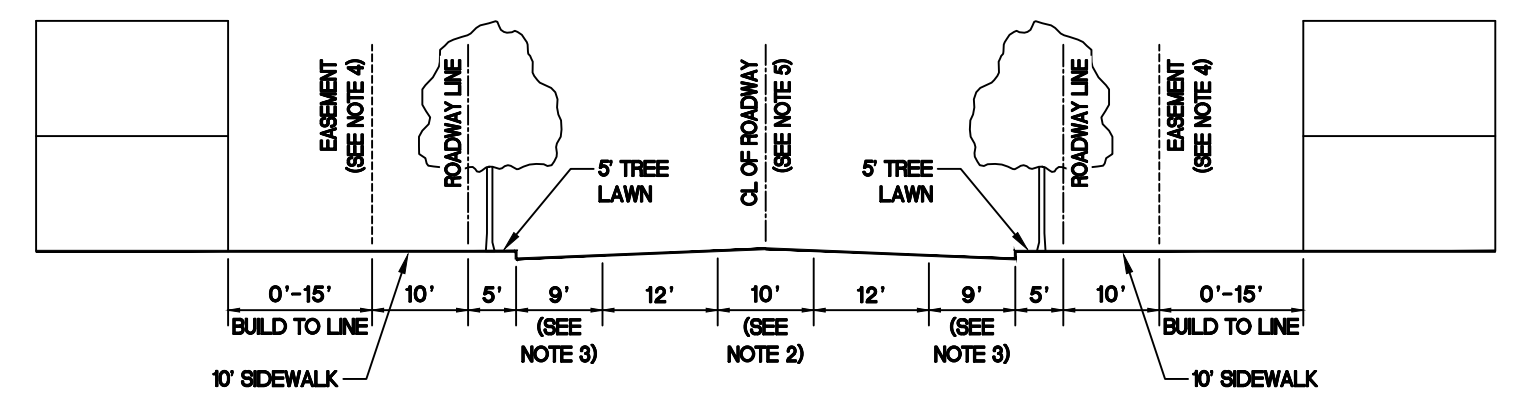 EASEMENT
(SEE NOTE 4)
ROADWAY LINE
5' TREE
LAWN
CL OF ROADWAY
(SEE NOTE 5)
5' TREE
LAWN
ROADWAY LINE
EASEMENT
(SEE NOTE 4)
0'-15'
10'
5'
9'
12'
10'
12'
9'
5'
10'
0'-15'
BUILD TO LINE
(SEE
NOTE 3)
(SEE
NOTE 2)
(SEE
NOTE 3)
BUILD TO LINE
10' SIDEWALK
10' SIDEWALK